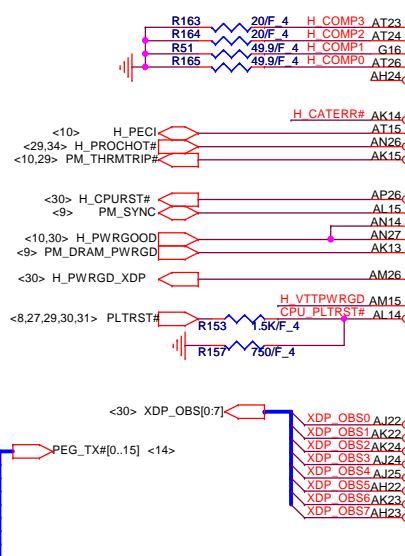 R163 20/F_4 H_COMP3 AT23
R164 20/F_4 H_COMP2 AT24
R51 49.9/F_4 H_COMP1 G16
R165 49.9/F_4 H_COMP0 AT26
AH24
H_CATERR# AK14
<10> H_PECI AT15
<29,34> H_PROCHOT# AN26
<10,29> PM_THRMTRIP# AK15
<30> H_CPURST# AP26
<9> PM_SYNC AL15
AN14
<10,30> H_PWRGOOD AN27
<9> PM_DRAM_PWRGD AK13
<30> H_PWRGD_XDP AM26
H_VTTPWRGD AM15
<8,27,29,30,31> PLTRST# CPU_PLTRST# AL14
R153 1.5K/F_4
R157 750/F_4
<30> XDP_OBS[0:7]
XDP_OBS0 AJ22
XDP_OBS1 AK22
XDP_OBS2 AK24
XDP_OBS3 AJ24
XDP_OBS4 AJ25
XDP_OBS5 AH22
XDP_OBS6 AK23
XDP_OBS7 AH23
PEG_TX#[0..15] <14>